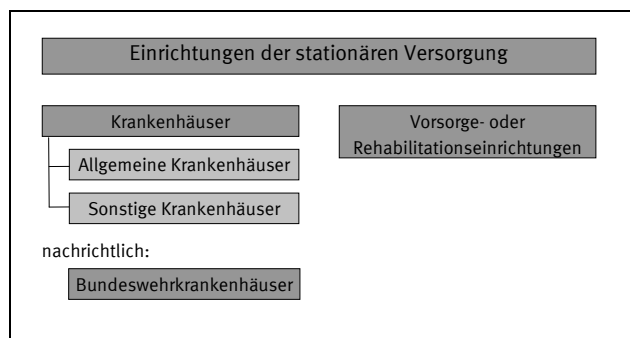 Einrichtungen der stationären Versorgung
Krankenhäuser
Allgemeine Krankenhäuser
Sonstige Krankenhäuser
nachrichtlich:
Bundeswehrkrankenhäuser
Vorsorge- oder
Rehabilitationseinrichtungen